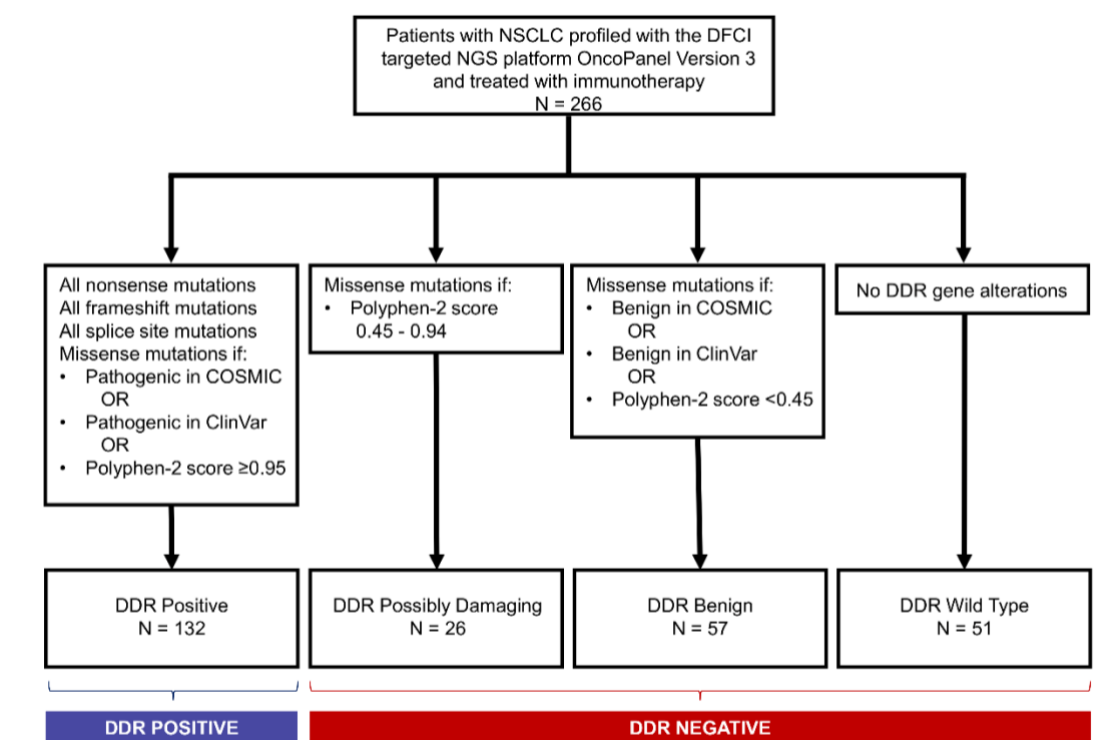 Patients with NSCLC profiled with the DFCI
targeted NGS platform OncoPanel Version 3
and treated with immunotherapy
N = 266
All nonsense mutations
All frameshift mutations
All splice site mutations
Missense mutations if:
• Pathogenic in COSMIC
OR
• Pathogenic in ClinVar
OR
• Polyphen-2 score ≥0.95
Missense mutations if:
• Polyphen-2 score
0.45 - 0.94
Missense mutations if:
• Benign in COSMIC
OR
• Benign in ClinVar
OR
• Polyphen-2 score <0.45
No DDR gene alterations
DDR Positive
N = 132
DDR Possibly Damaging
N = 26
DDR Benign
N = 57
DDR Wild Type
N = 51
DDR POSITIVE
DDR NEGATIVE